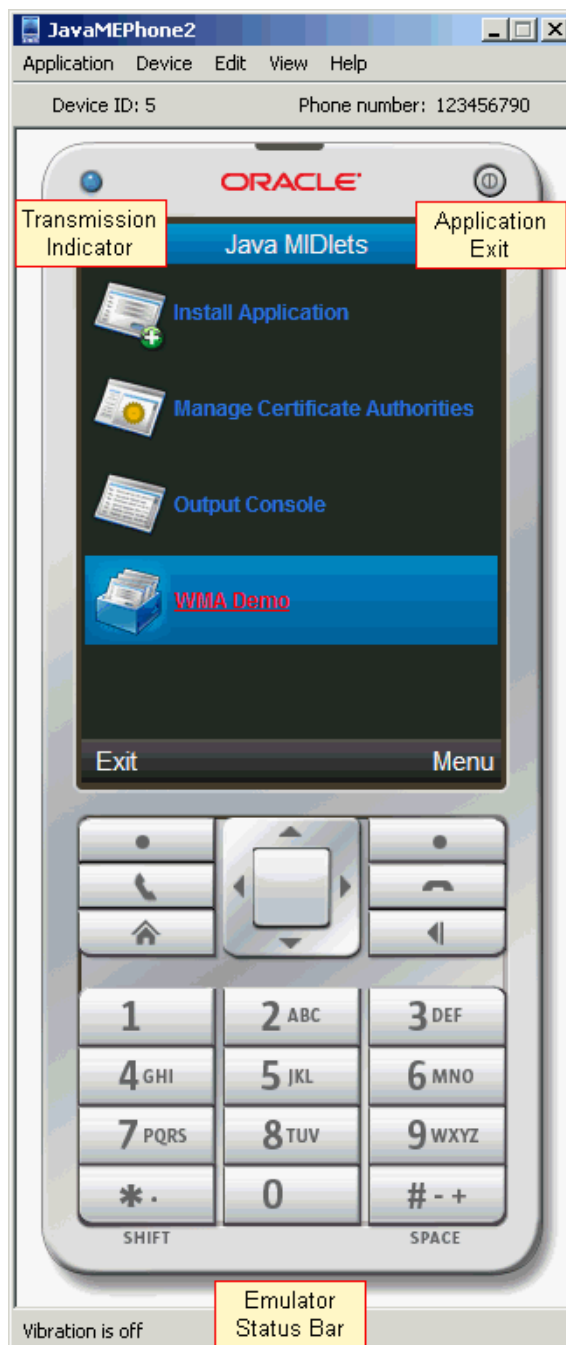 JavaMEPhone2
Application Device Edit View Help
Device ID: 5 Phone number: 123456790
ORACLE
Transmission
Indicator
Java MIDlets
Application
Exit
Install Application
Manage Certificate Authorities
Output Console
WMA Demo
Exit Menu
1 2 ABC 3 DEF
4 GHI 5 JKL 6 MNO
7 PQRS 8 TUV 9 WXYZ
* . 0 # - +
SHIFT SPACE
Emulator
Status Bar
Vibration is off